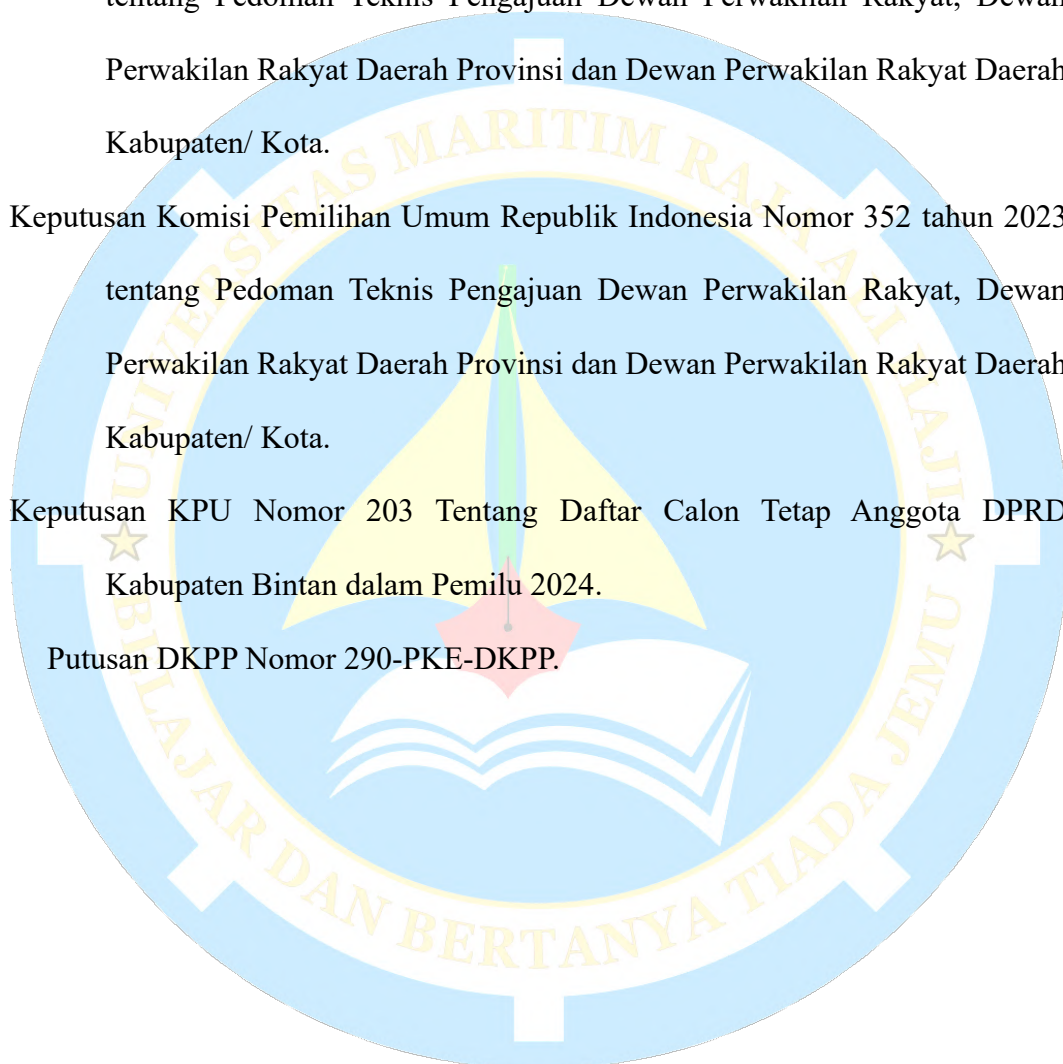 tentang Pedoman Teknis Pengajuan Dewan Perwakilan Rakyat, Dewan
Perwakilan Rakyat Daerah Provinsi dan Dewan Perwakilan Rakyat Daerah
Kabupaten/ Kota.
Keputusan Komisi Pemilihan Umum Republik Indonesia Nomor 352 tahun 2023
tentang Pedoman Teknis Pengajuan Dewan Perwakilan Rakyat, Dewan
Perwakilan Rakyat Daerah Provinsi dan Dewan Perwakilan Rakyat Daerah
Kabupaten/ Kota.
Keputusan KPU Nomor 203 Tentang Daftar Calon Tetap Anggota DPRD
Kabupaten Bintan dalam Pemilu 2024.
Putusan DKPP Nomor 290-PKE-DKPP.
UNIVERSITAS MARITIM RAJA ALI HAJI
BELAJAR DAN BERTANYA TIADA JEMU